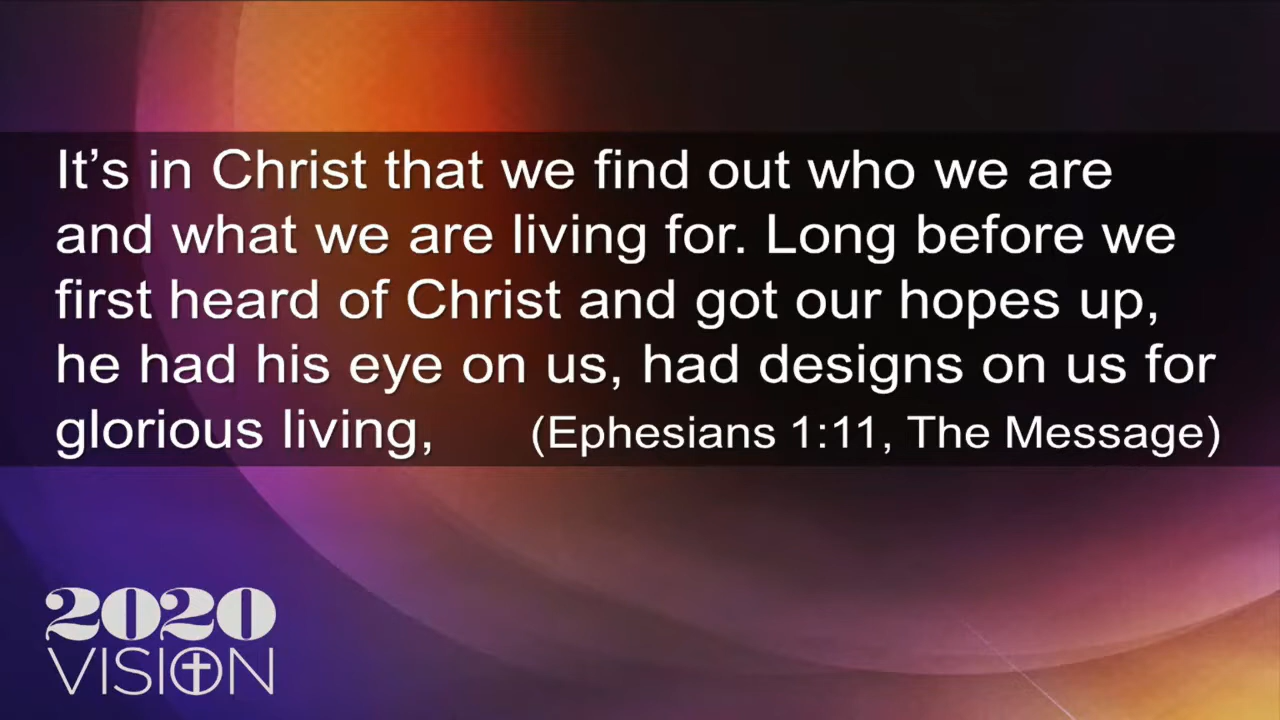 It’s in Christ that we find out who we are
and what we are living for. Long before we
first heard of Christ and got our hopes up,
he had his eye on us, had designs on us for
glorious living, (Ephesians 1:11, The Message)
2020
VISION